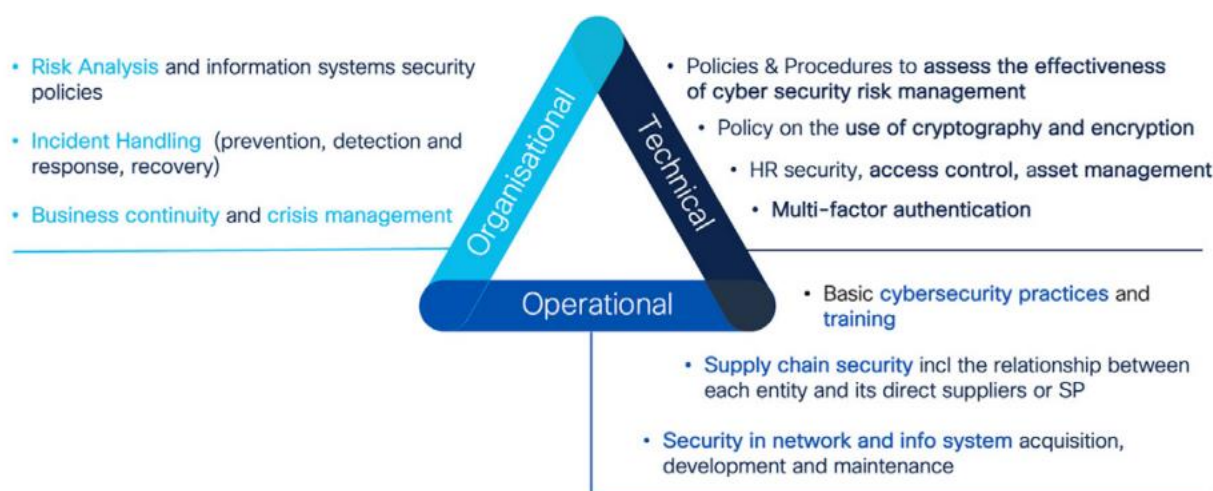 • Risk Analysis and information systems security
policies
• Incident Handling (prevention, detection and
response, recovery)
• Business continuity and crisis management
Organisational
Technical
Operational
• Policies & Procedures to assess the effectiveness
of cyber security risk management
• Policy on the use of cryptography and encryption
• HR security, access control, asset management
• Multi-factor authentication
• Basic cybersecurity practices and
training
• Supply chain security incl the relationship between
each entity and its direct suppliers or SP
• Security in network and info system acquisition,
development and maintenance